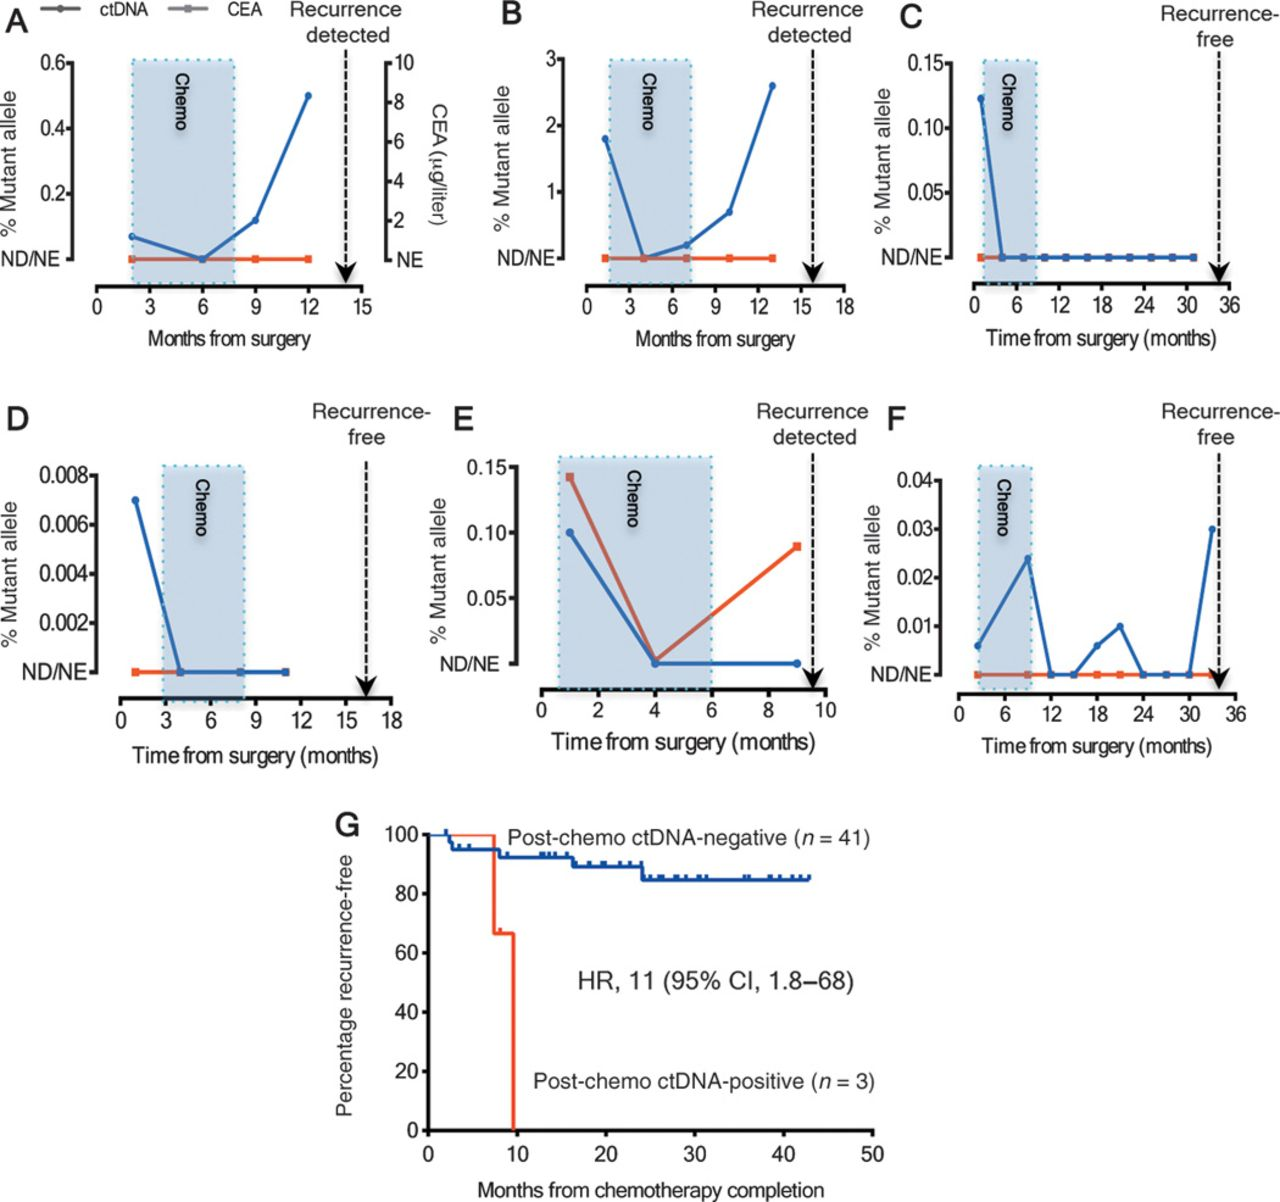 A
ctDNA
CEA
Recurrence
detected
0.6
0.4
0.2
ND/NE
% Mutant allele
Chemo
10
8
6
4
2
NE
CEA (µg/liter)
0 3 6 9 12 15
Months from surgery
B
Recurrence
detected
3
2
1
ND/NE
% Mutant allele
Chemo
0 3 6 9 12 15 18
Months from surgery
C
Recurrence-
free
0.15
0.10
0.05
ND/NE
% Mutant allele
Chemo
0 6 12 18 24 30 36
Time from surgery (months)
D
Recurrence-
free
0.008
0.006
0.004
0.002
ND/NE
% Mutant allele
Chemo
0 3 6 9 12 15 18
Time from surgery (months)
E
Recurrence
detected
0.15
0.10
0.05
ND/NE
% Mutant allele
Chemo
0 2 4 6 8 10
Time from surgery (months)
F
Recurrence-
free
0.04
0.03
0.02
0.01
ND/NE
% Mutant allele
Chemo
0 6 12 18 24 30 36
Time from surgery (months)
G
100
80
60
40
20
0
Percentage recurrence-free
Post-chemo ctDNA-negative (n = 41)
HR, 11 (95% CI, 1.8–68)
Post-chemo ctDNA-positive (n = 3)
0 10 20 30 40 50
Months from chemotherapy completion